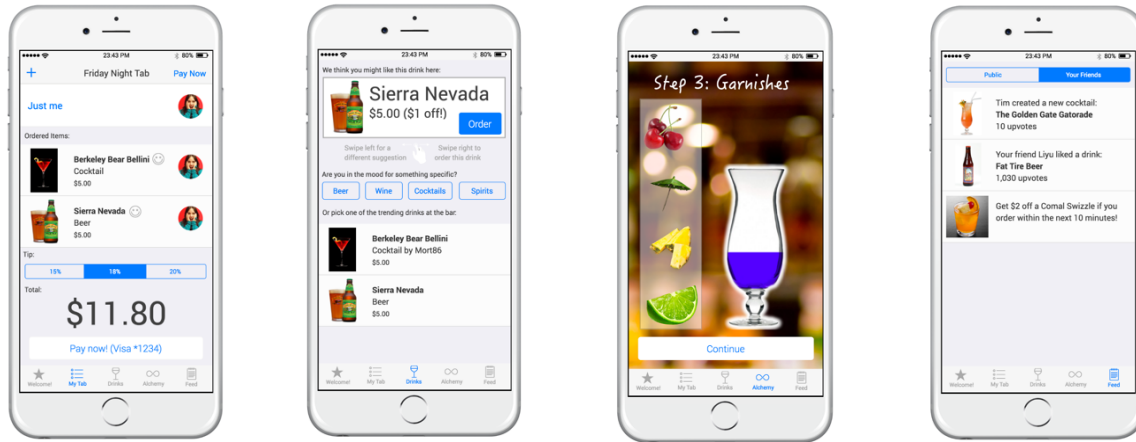 23:43 PM
80%
Friday Night Tab
Pay Now
Just me
Ordered Items:
Berkeley Bear Bellini
Cocktail
$5.00
Sierra Nevada
Beer
$5.00
Tip:
15%
18%
20%
Total:
$11.80
Pay now! (Visa *1234)
Welcome!
My Tab
Drinks
Alchemy
Feed
23:43 PM
80%
We think you might like this drink here:
Sierra Nevada
$5.00 ($1 off!)
Order
Swipe left for a
different suggestion
Swipe right to
order this drink
Are you in the mood for something specific?
Beer
Wine
Cocktails
Spirits
Or pick one of the trending drinks at the bar:
Berkeley Bear Bellini
Cocktail by Mort86
$5.00
Sierra Nevada
Beer
$5.00
Welcome!
My Tab
Drinks
Alchemy
Feed
23:43 PM
80%
Step 3: Garnishes
Continue
Welcome!
My Tab
Drinks
Alchemy
Feed
23:43 PM
80%
Public
Your Friends
Tim created a new cocktail:
The Golden Gate Gatorade
10 upvotes
Your friend Liyu liked a drink:
Fat Tire Beer
1,030 upvotes
Get $2 off a Comal Swizzle if you
order within the next 10 minutes!
Welcome!
My Tab
Drinks
Alchemy
Feed